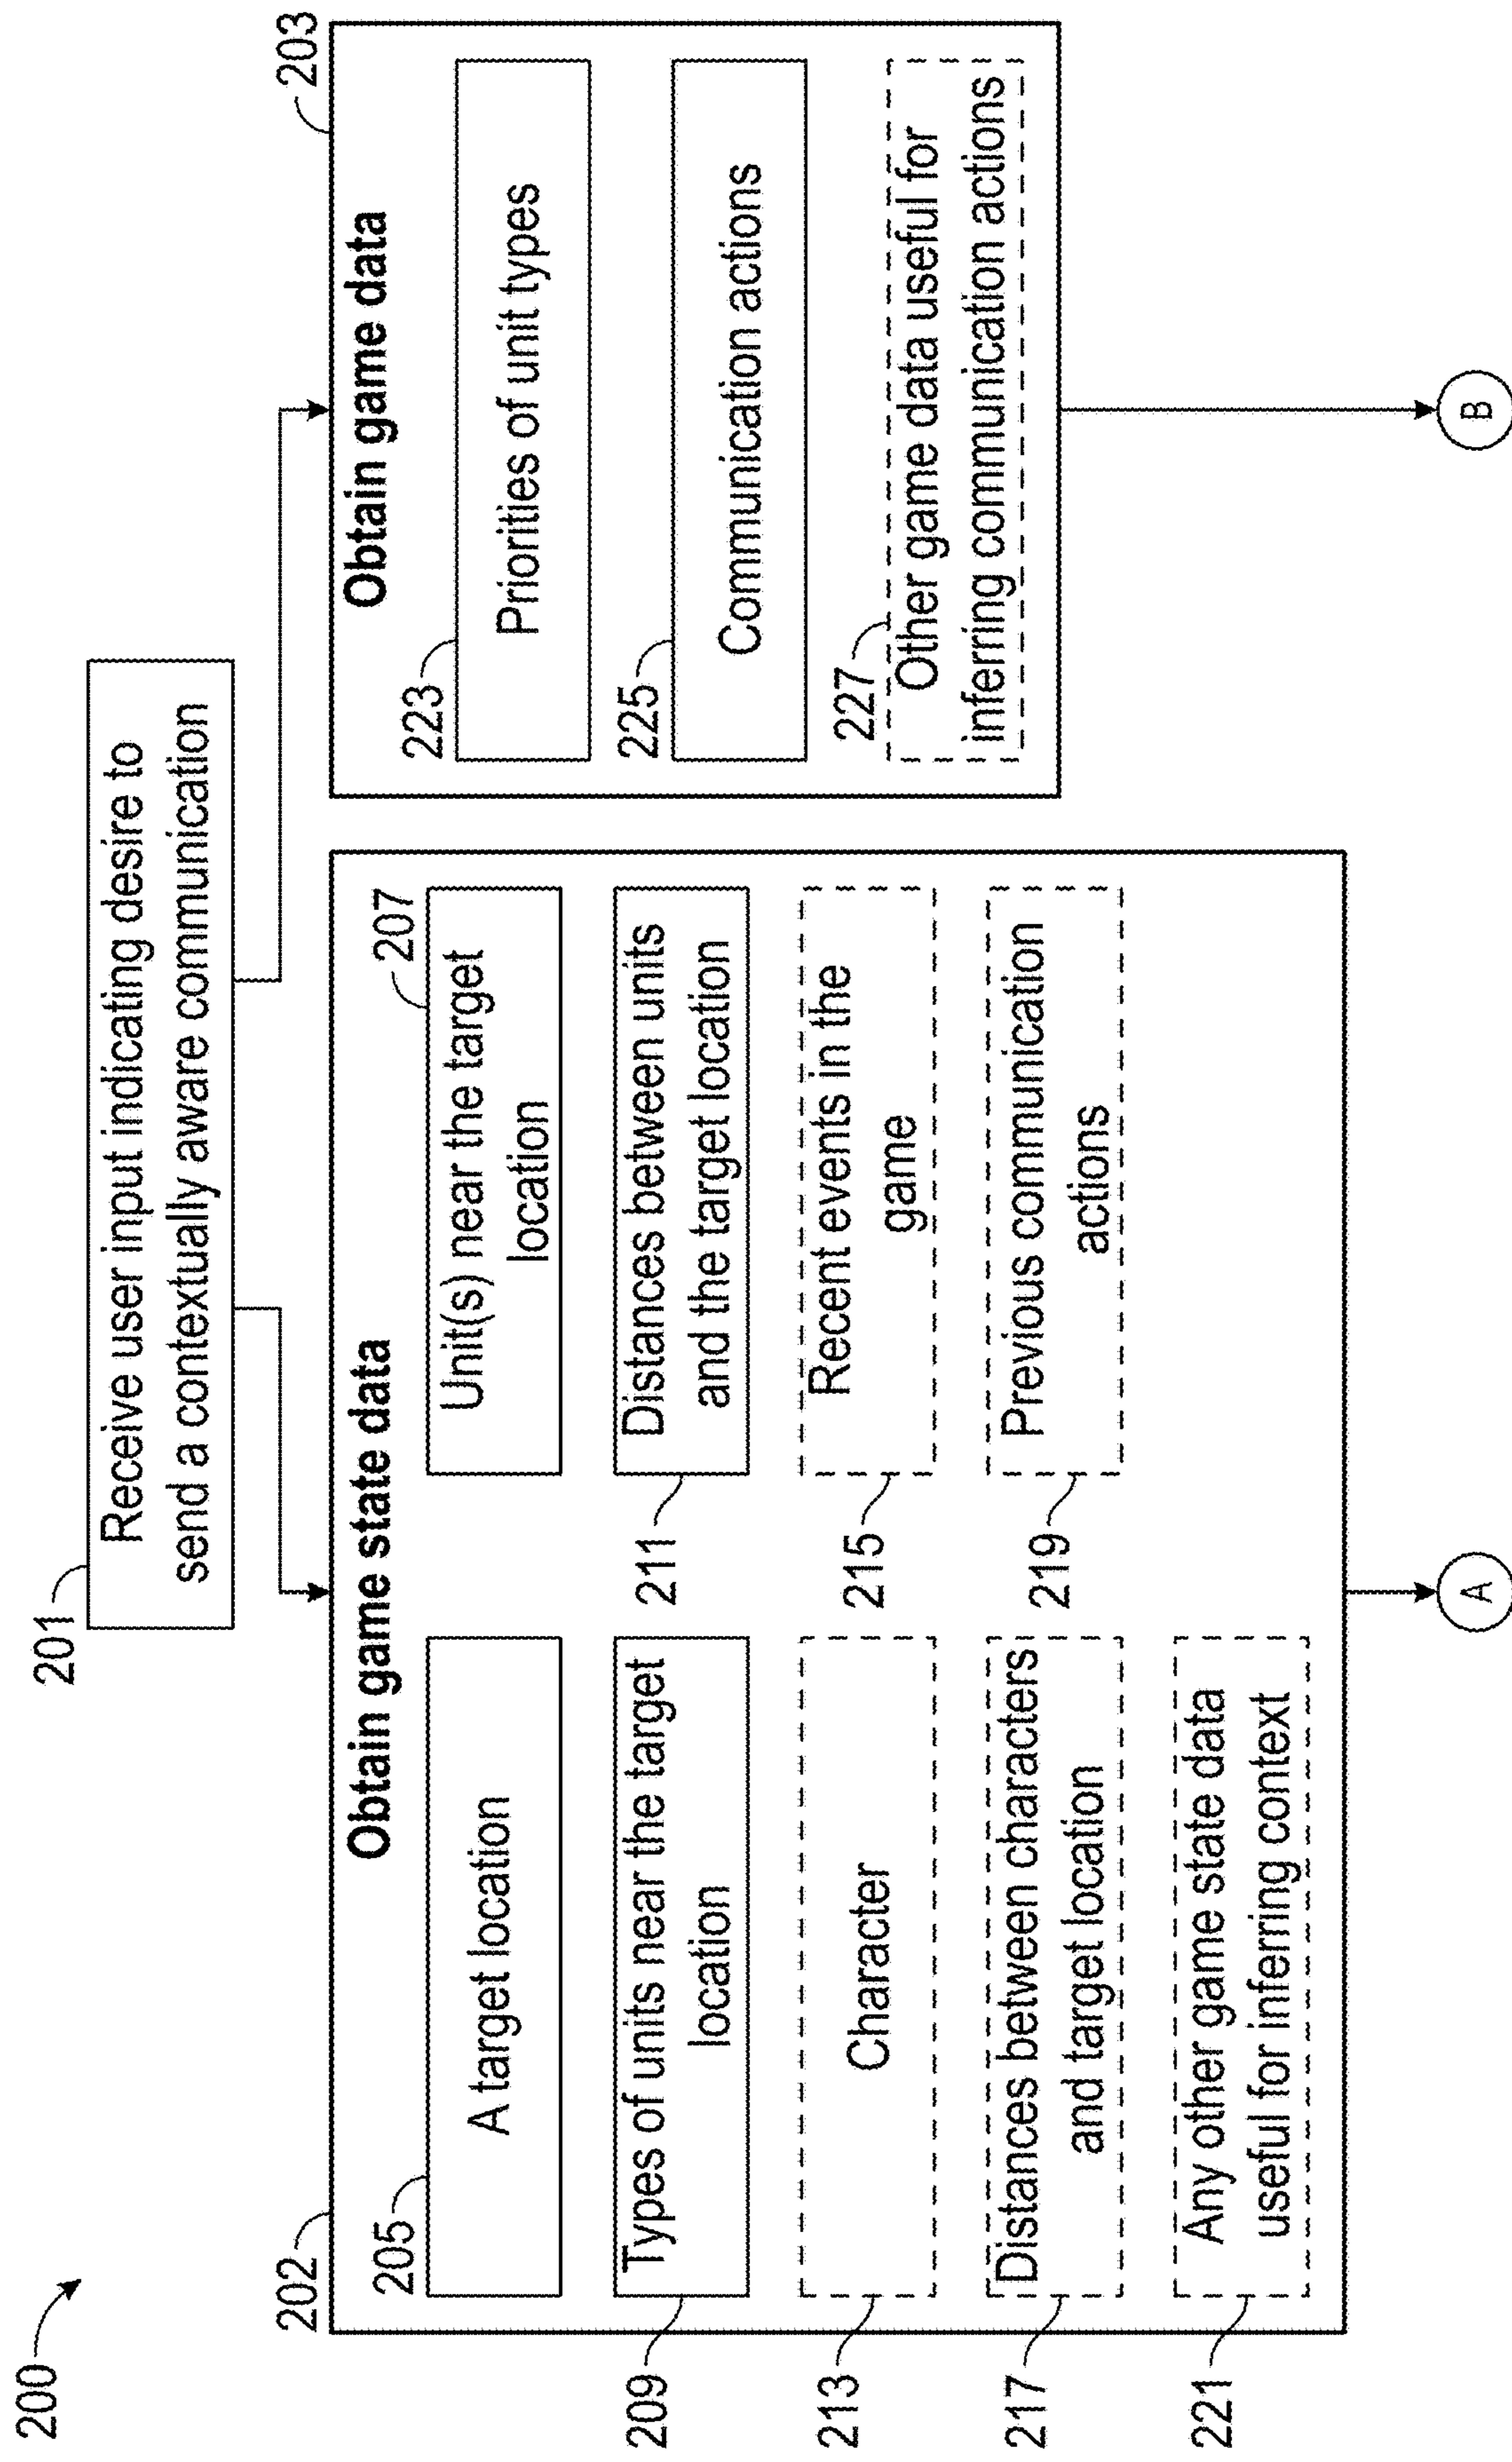 200
201
Receive user input indicating desire to
send a contextually aware communication
202
Obtain game state data
205
A target location
207
Unit(s) near the target
location
209
Types of units near the target
location
211
Distances between units
and the target location
213
Character
215
Recent events in the
game
217
Distances between characters
and target location
219
Previous communication
actions
221
Any other game state data
useful for inferring context
A
203
Obtain game data
223
Priorities of unit types
225
Communication actions
227
Other game data useful for
inferring communication actions
B